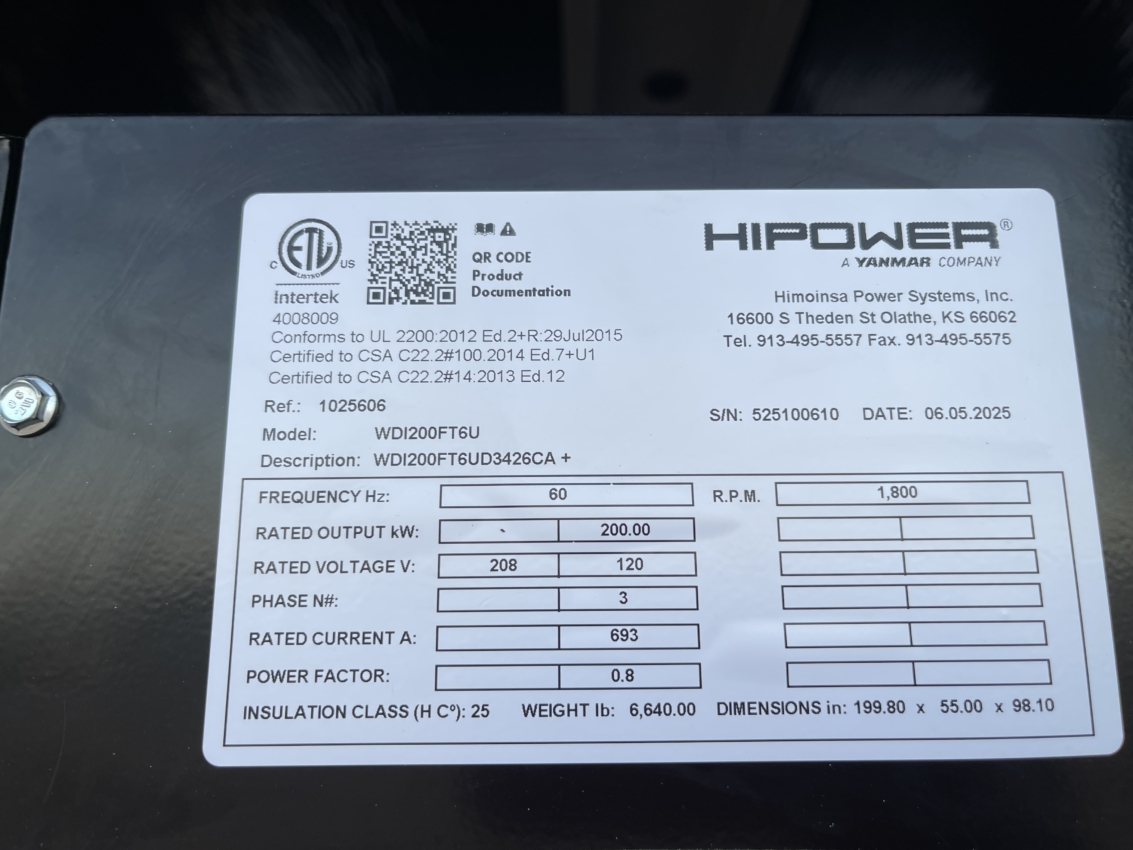 ETL
LISTED
C US
Intertek
4008009
QR CODE
Product
Documentation
HIPOWER®
A YANMAR COMPANY
Himoinsa Power Systems, Inc.
16600 S Theden St Olathe, KS 66062
Tel. 913-495-5557 Fax. 913-495-5575
Conforms to UL 2200:2012 Ed.2+R:29Jul2015
Certified to CSA C22.2#100.2014 Ed.7+U1
Certified to CSA C22.2#14:2013 Ed.12
Ref.: 1025606
S/N: 525100610 DATE: 06.05.2025
Model: WDI200FT6U
Description: WDI200FT6UD3426CA +
FREQUENCY Hz: 60 R.P.M. 1,800
RATED OUTPUT kW: - 200.00
RATED VOLTAGE V: 208 120
PHASE N#: 3
RATED CURRENT A: 693
POWER FACTOR: 0.8
INSULATION CLASS (H Cº): 25 WEIGHT lb: 6,640.00 DIMENSIONS in: 199.80 x 55.00 x 98.10